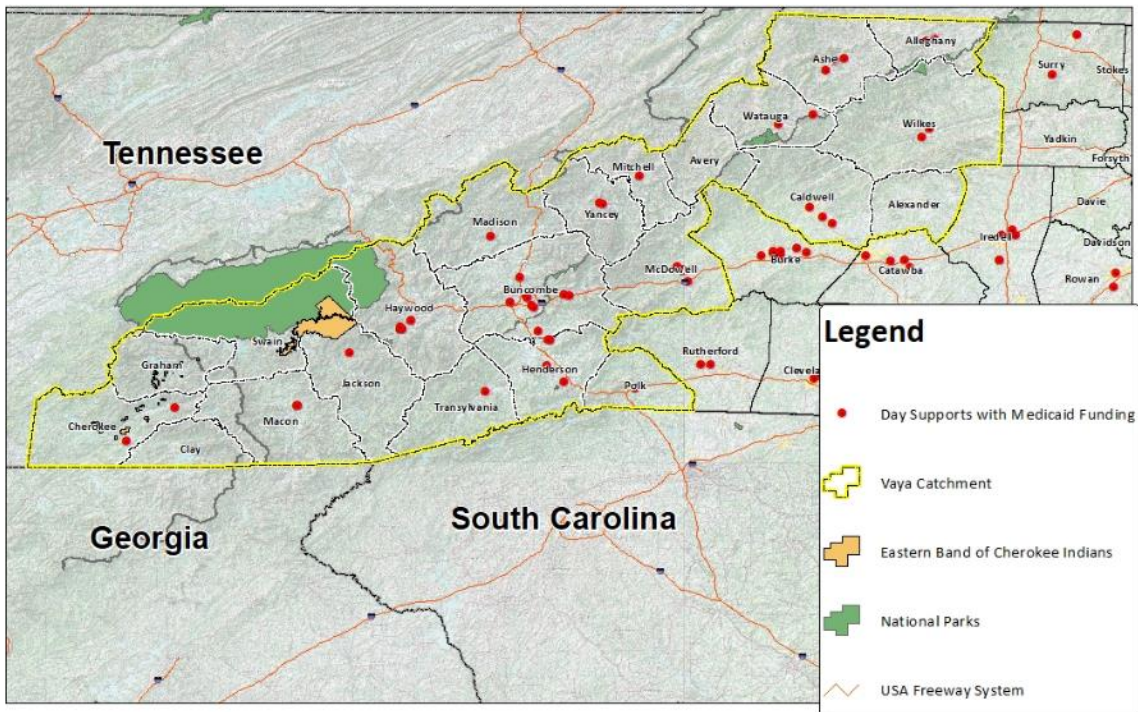 Alleghany
Ashe
Surry
Stokes
Watauga
Wilkes
Yadkin
Forsyth
Tennessee
Mitchell
Avery
Yancey
Caldwell
Alexander
Davie
Madison
Iredell
Davidson
McDowell
Burke
Catawba
Rowan
Buncombe
Haywood
Swain
Graham
Rutherford
Henderson
Jackson
Polk
Clevela
Transylvania
Macon
Cherokee
Clay
Georgia
South Carolina
Legend
Day Supports with Medicaid Funding
Vaya Catchment
Eastern Band of Cherokee Indians
National Parks
USA Freeway System